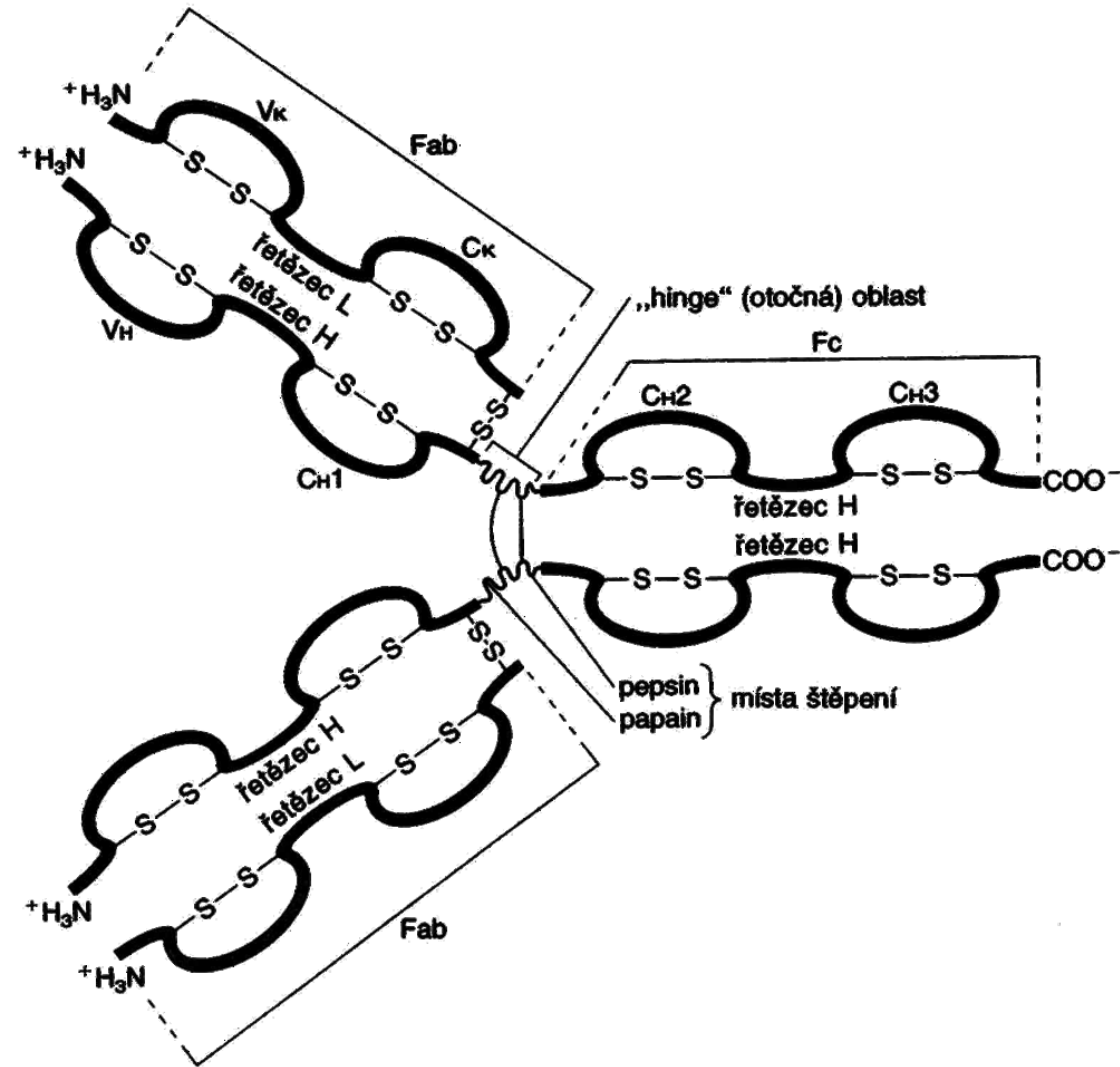 ⁺H₃N
Vκ
Fab
⁺H₃N
S S
Cκ
řetězec L
S S
řetězec H
„hinge“ (otočná) oblast
VH
S S
Fc
S S
S-S
CH2
CH3
CH1
S S
S S
COO⁻
řetězec H
řetězec H
COO⁻
S S
S S
S S
S-S
pepsin
papain
místa štěpení
řetězec H
S S
řetězec L
S S
⁺H₃N
S S
Fab
⁺H₃N